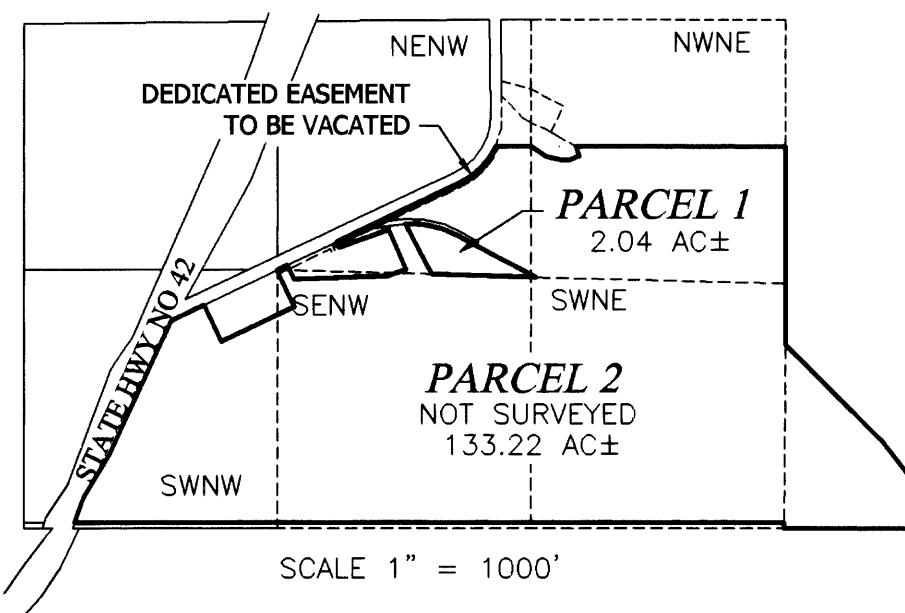 NENW
NWNE
DEDICATED EASEMENT
TO BE VACATED
PARCEL 1
2.04 AC±
STATE HWY NO 42
SENW
SWNE
PARCEL 2
NOT SURVEYED
133.22 AC±
SWNW
SCALE 1" = 1000'